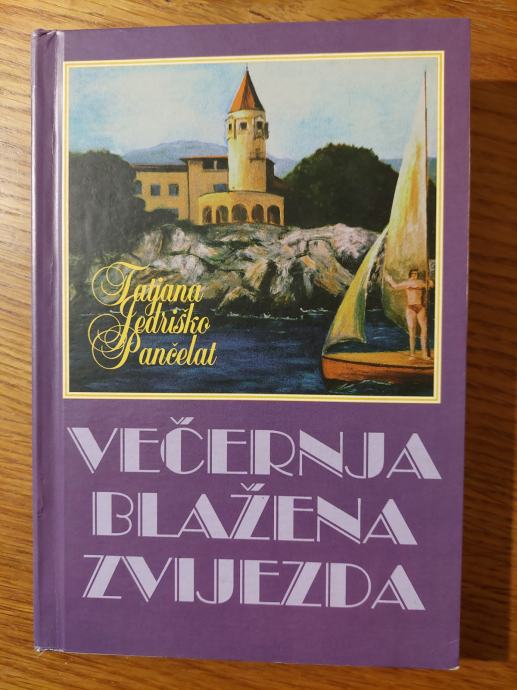 Tatjana
Jedriško
Pančelat
VEČERNJA
BLAŽENA
ZVIJEZDA